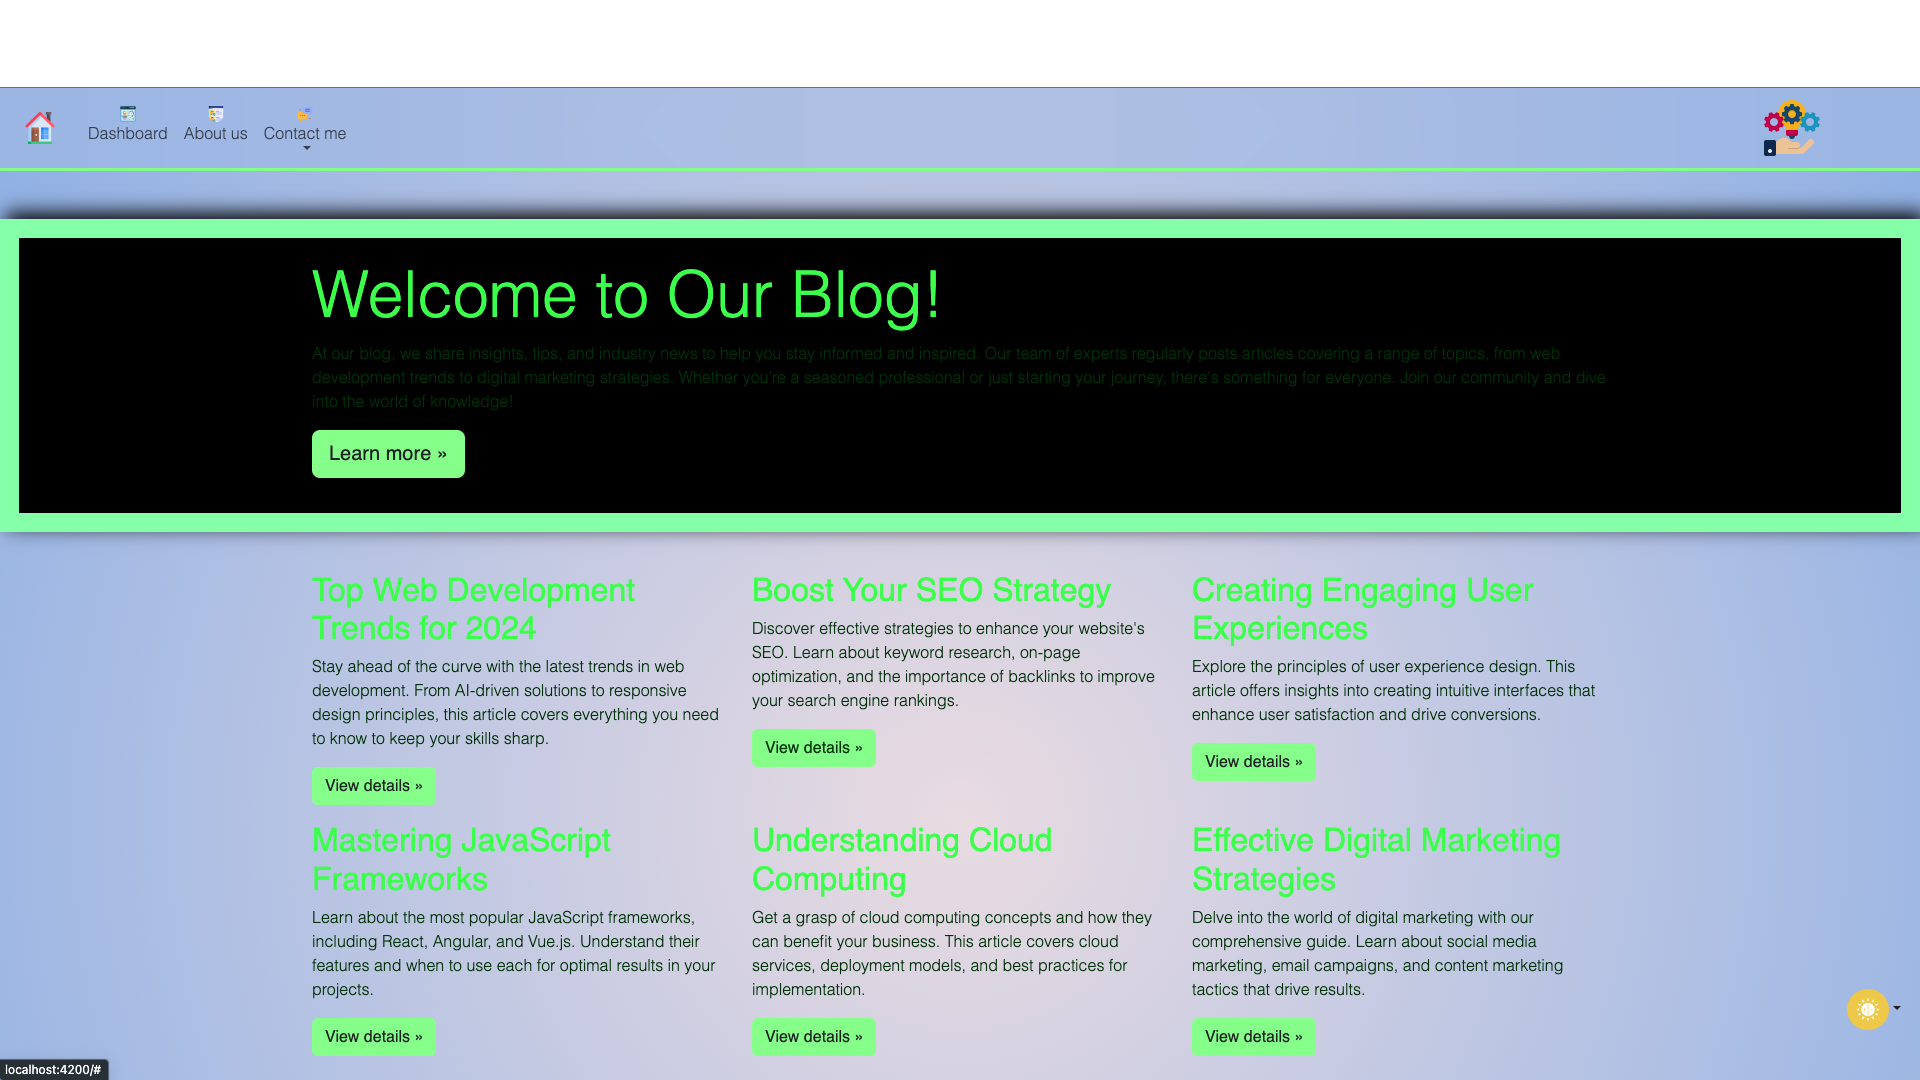 Dashboard
About us
Contact me
Welcome to Our Blog!
At our blog, we share insights, tips, and industry news to help you stay informed and inspired. Our team of experts regularly posts articles covering a range of topics, from web
development trends to digital marketing strategies. Whether you're a seasoned professional or just starting your journey, there's something for everyone. Join our community and dive
into the world of knowledge!
Learn more »
Top Web Development
Trends for 2024
Stay ahead of the curve with the latest trends in web
development. From AI-driven solutions to responsive
design principles, this article covers everything you need
to know to keep your skills sharp.
View details »
Boost Your SEO Strategy
Discover effective strategies to enhance your website's
SEO. Learn about keyword research, on-page
optimization, and the importance of backlinks to improve
your search engine rankings.
View details »
Creating Engaging User
Experiences
Explore the principles of user experience design. This
article offers insights into creating intuitive interfaces that
enhance user satisfaction and drive conversions.
View details »
Mastering JavaScript
Frameworks
Learn about the most popular JavaScript frameworks,
including React, Angular, and Vue.js. Understand their
features and when to use each for optimal results in your
projects.
View details »
Understanding Cloud
Computing
Get a grasp of cloud computing concepts and how they
can benefit your business. This article covers cloud
services, deployment models, and best practices for
implementation.
View details »
Effective Digital Marketing
Strategies
Delve into the world of digital marketing with our
comprehensive guide. Learn about social media
marketing, email campaigns, and content marketing
tactics that drive results.
View details »
localhost:4200/#